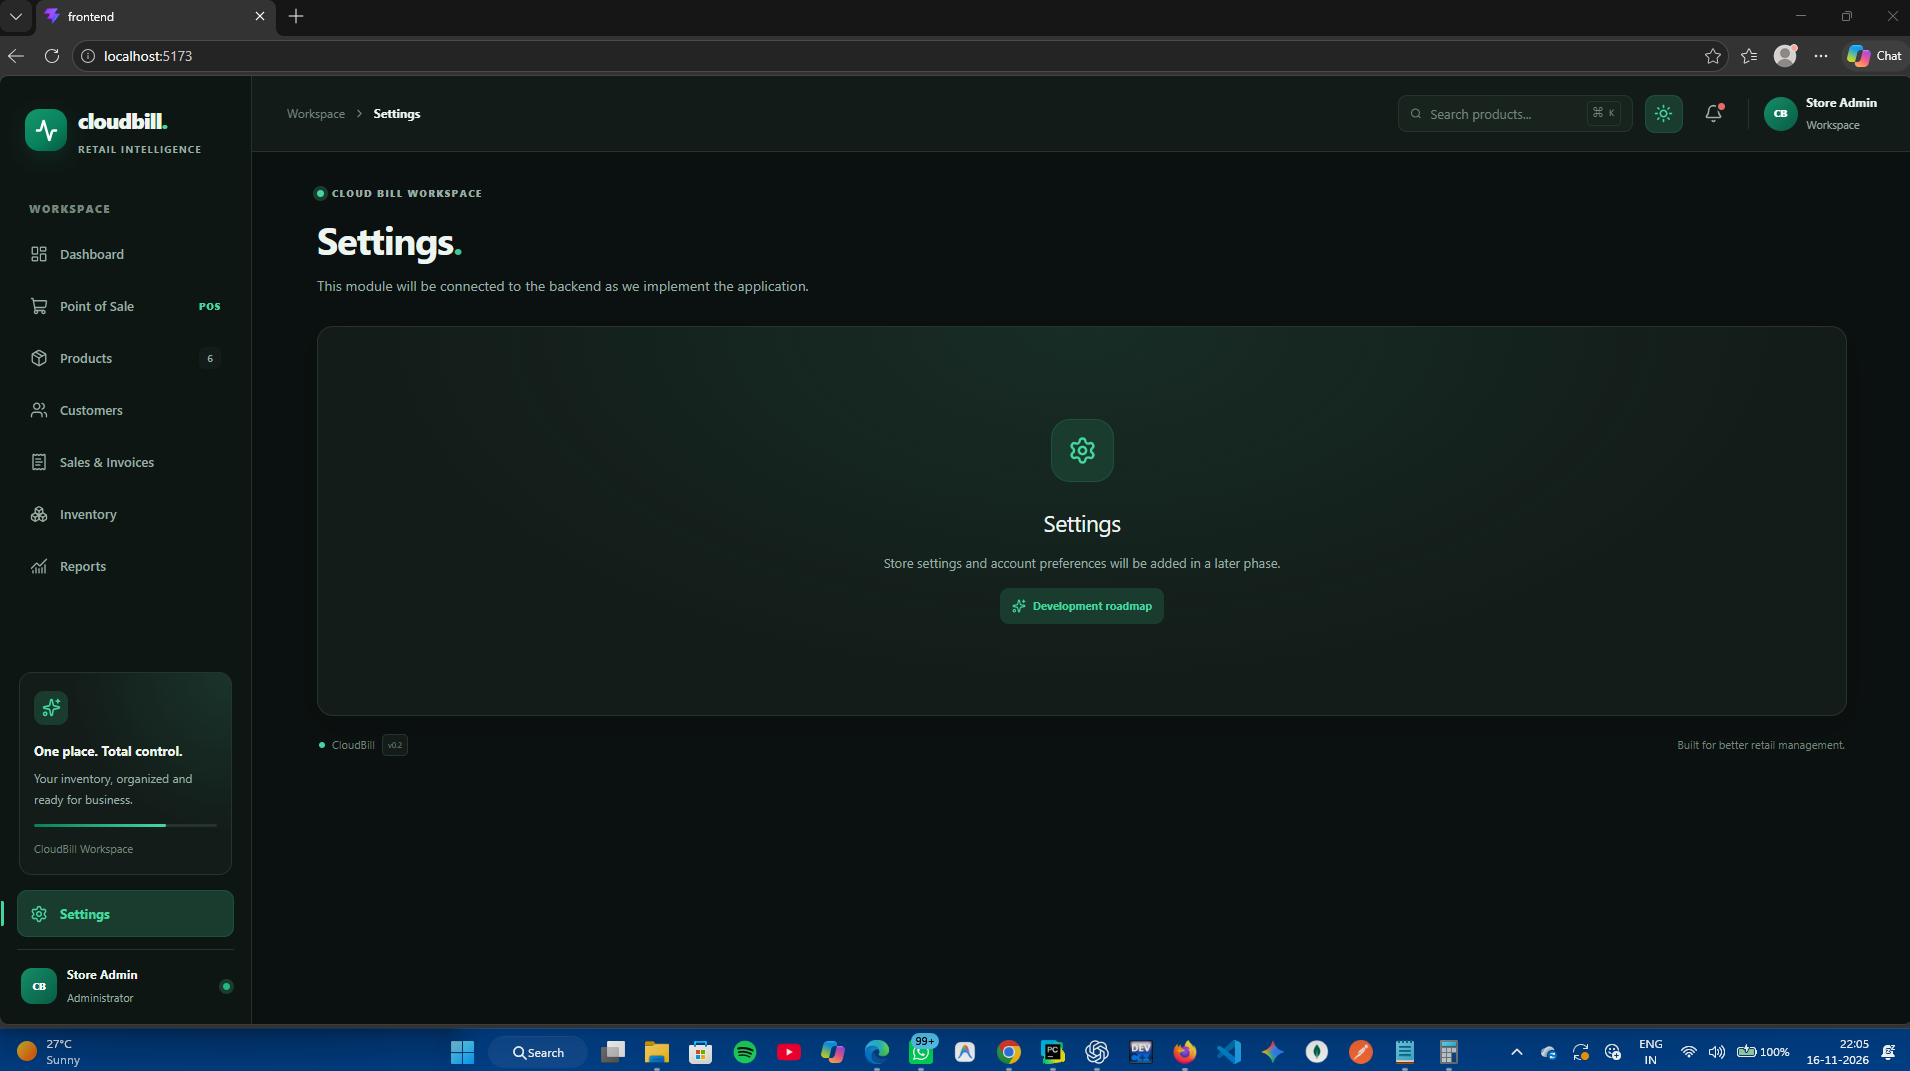 frontend
localhost:5173
Chat
cloudbill.
RETAIL INTELLIGENCE
Workspace > Settings
Search products...
⌘ K
CB
Store Admin
Workspace
WORKSPACE
Dashboard
Point of Sale
POS
Products
6
Customers
Sales & Invoices
Inventory
Reports
One place. Total control.
Your inventory, organized and
ready for business.
CloudBill Workspace
Settings
CB
Store Admin
Administrator
CLOUD BILL WORKSPACE
Settings.
This module will be connected to the backend as we implement the application.
Settings
Store settings and account preferences will be added in a later phase.
Development roadmap
CloudBill
v0.2
Built for better retail management.
27°C
Sunny
Search
99+
PC
DEV
ENG
IN
100%
22:05
16-11-2026